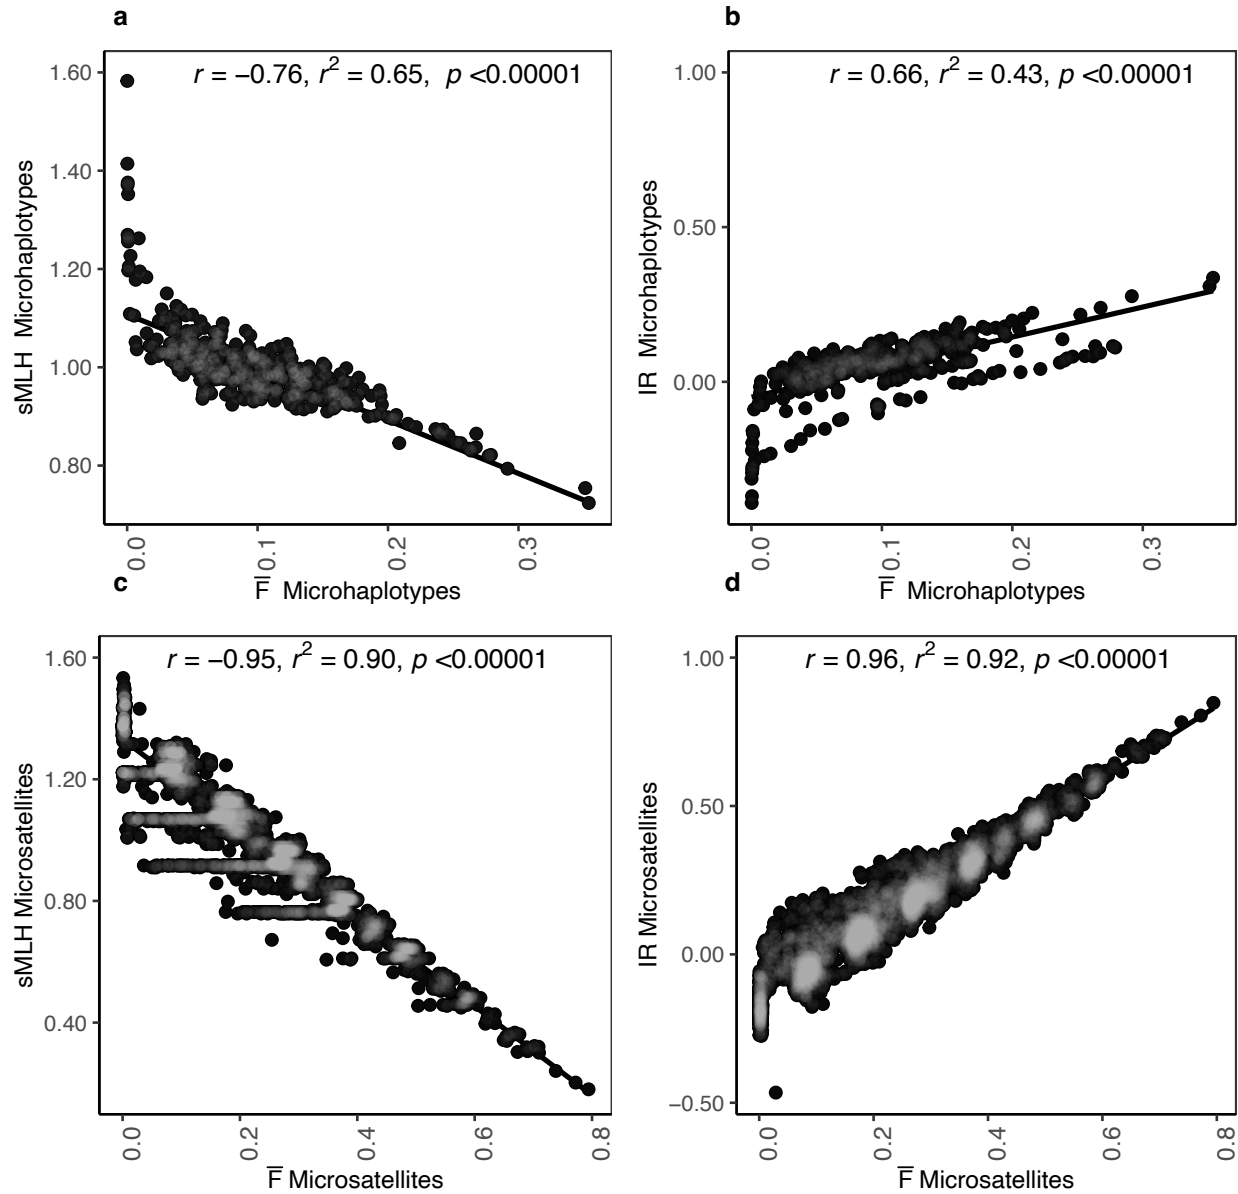 a
r = −0.76, r² = 0.65, p <0.00001
sMLH Microhaplotypes
1.60
1.40
1.20
1.00
0.80
0.0
0.1
0.2
0.3
F̅ Microhaplotypes
b
r = 0.66, r² = 0.43, p <0.00001
IR Microhaplotypes
1.00
0.50
0.00
0.0
0.1
0.2
0.3
F̅ Microhaplotypes
c
r = −0.95, r² = 0.90, p <0.00001
sMLH Microsatellites
1.60
1.20
0.80
0.40
0.0
0.2
0.4
0.6
0.8
F̅ Microsatellites
d
r = 0.96, r² = 0.92, p <0.00001
IR Microsatellites
1.00
0.50
0.00
−0.50
0.0
0.2
0.4
0.6
0.8
F̅ Microsatellites